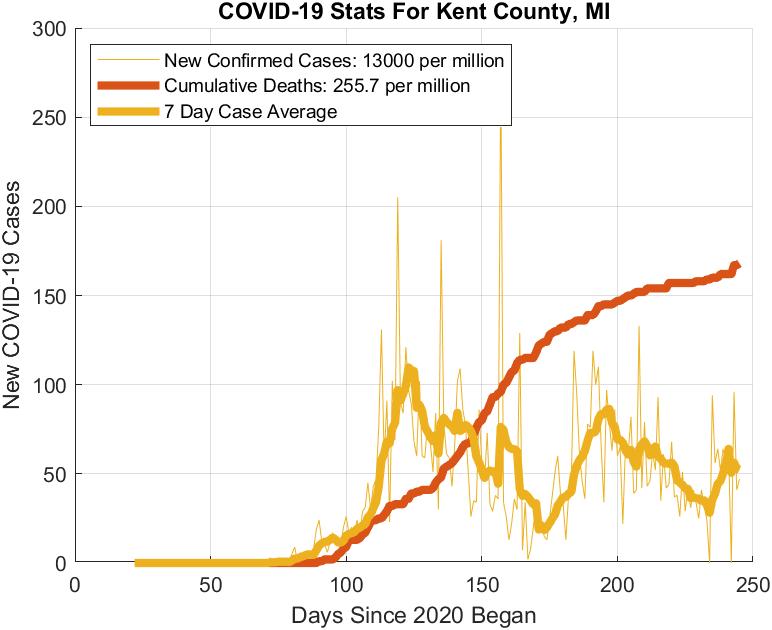 COVID-19 Stats For Kent County, MI
New Confirmed Cases: 13000 per million
Cumulative Deaths: 255.7 per million
7 Day Case Average
New COVID-19 Cases
300
250
200
150
100
50
0
0 50 100 150 200 250
Days Since 2020 Began